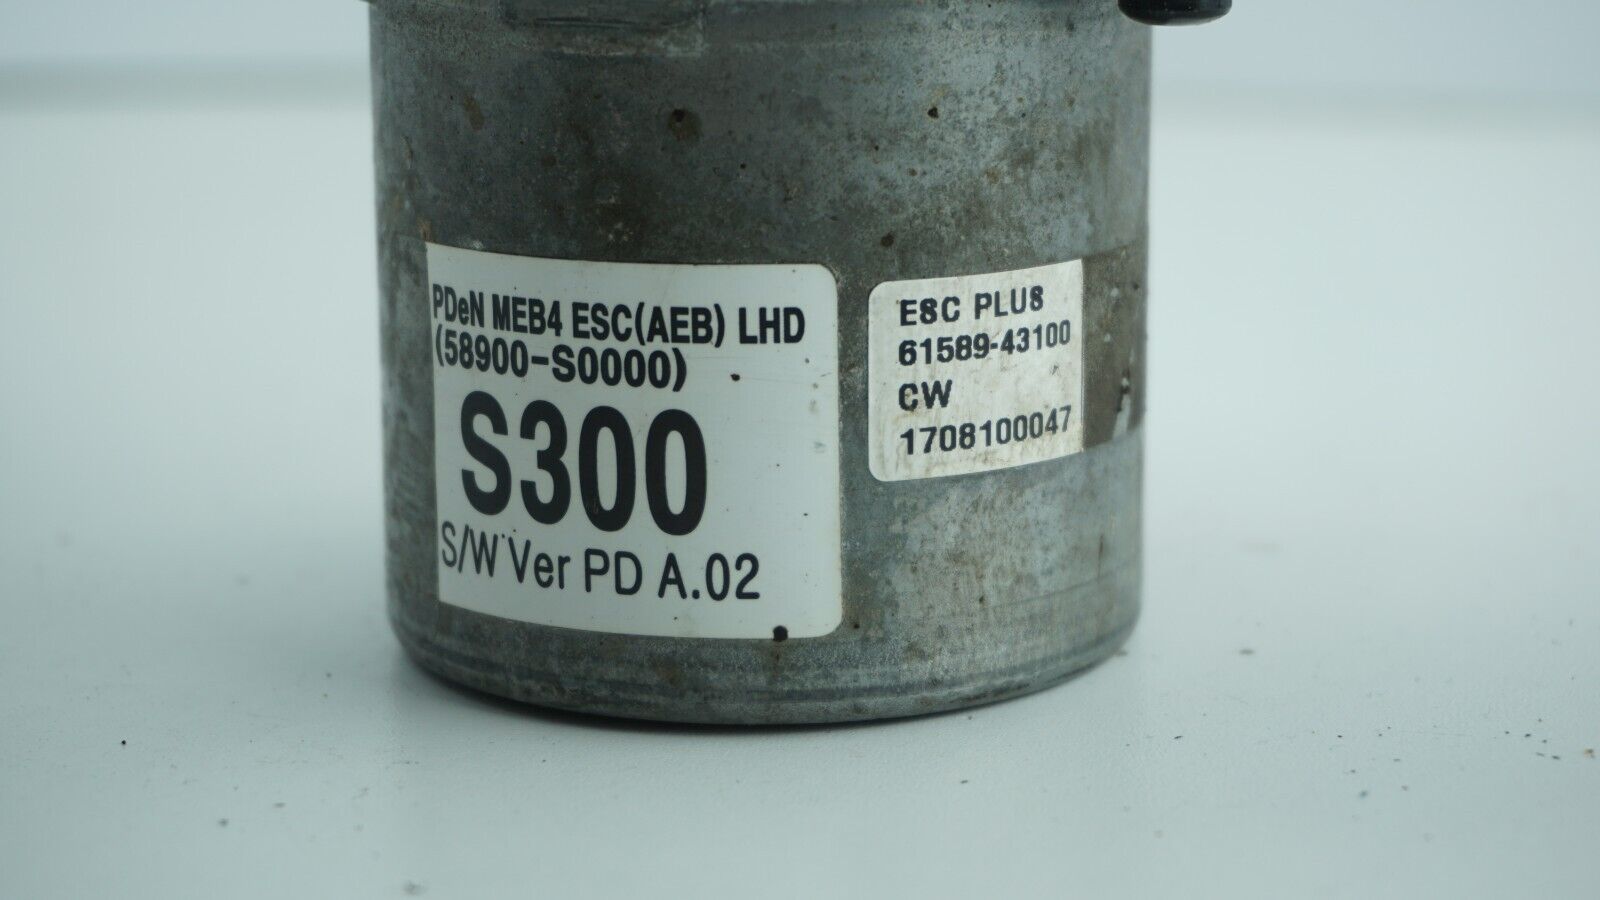 PDeN MEB4 ESC(AEB) LHD
(58900-S0000)
S300
S/W Ver PD A.02
ESC PLUS
61589-43100
CW
1708100047